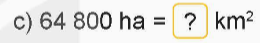 c) 64 800 ha = ? km²